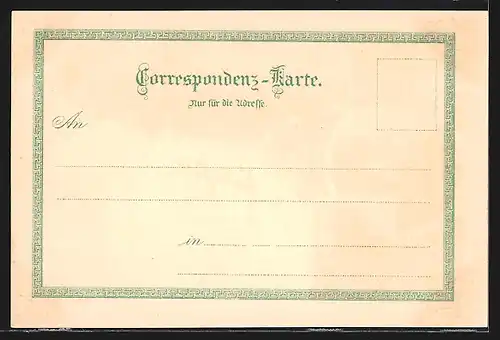 Correspondenz-Karte.
Nur für die Adresse.
An
in